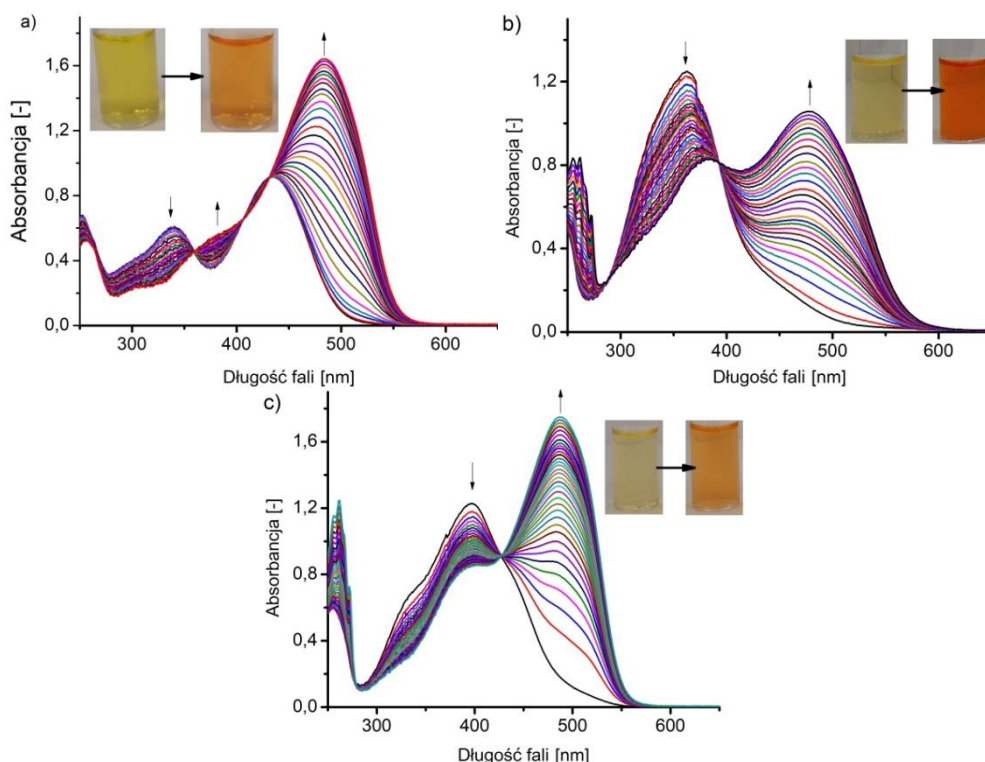 a)
Absorbancja [-]
1,6
1,2
0,8
0,4
0,0
300
400
500
600
Długość fali [nm]
b)
Absorbancja [-]
1,2
0,8
0,4
0,0
300
400
500
600
Długość fali [nm]
c)
Absorbancja [-]
1,6
1,2
0,8
0,4
0,0
300
400
500
600
Długość fali [nm]